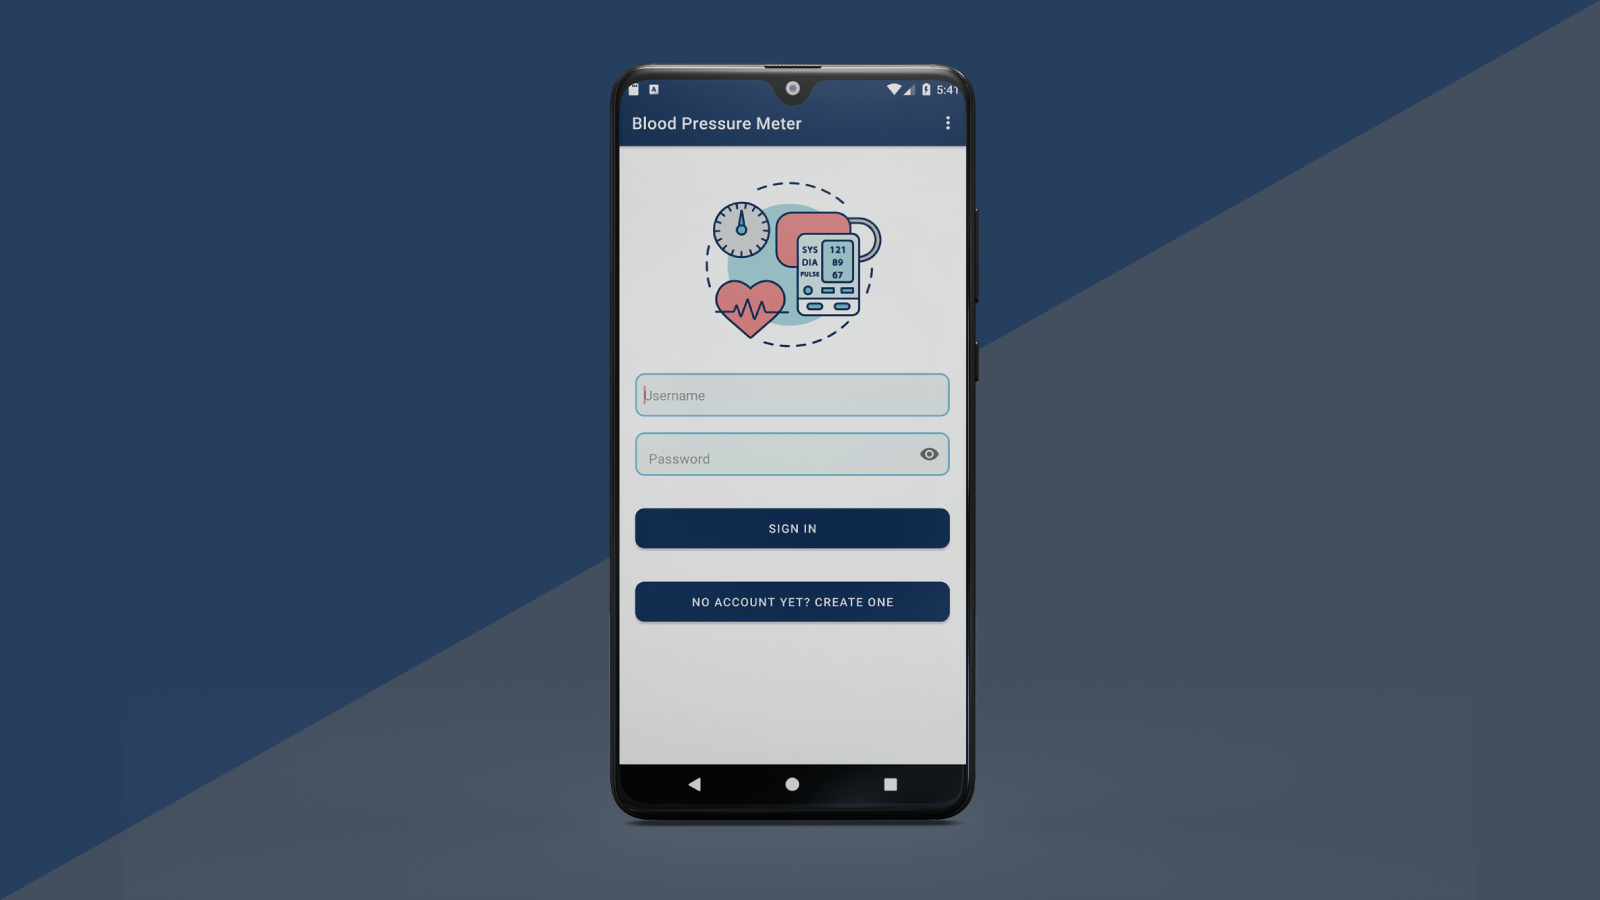 5:41
Blood Pressure Meter
SYS 121
DIA 89
PULSE 67
Username
Password
SIGN IN
NO ACCOUNT YET? CREATE ONE